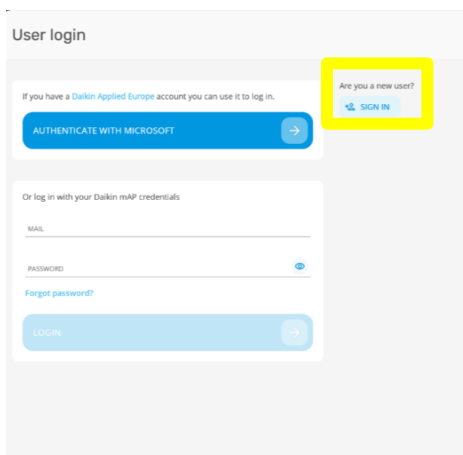 User login
If you have a Daikin Applied Europe account you can use it to log in.
AUTHENTICATE WITH MICROSOFT
Are you a new user?
SIGN IN
Or log in with your Daikin mAP credentials
MAIL
PASSWORD
Forgot password?
LOGIN